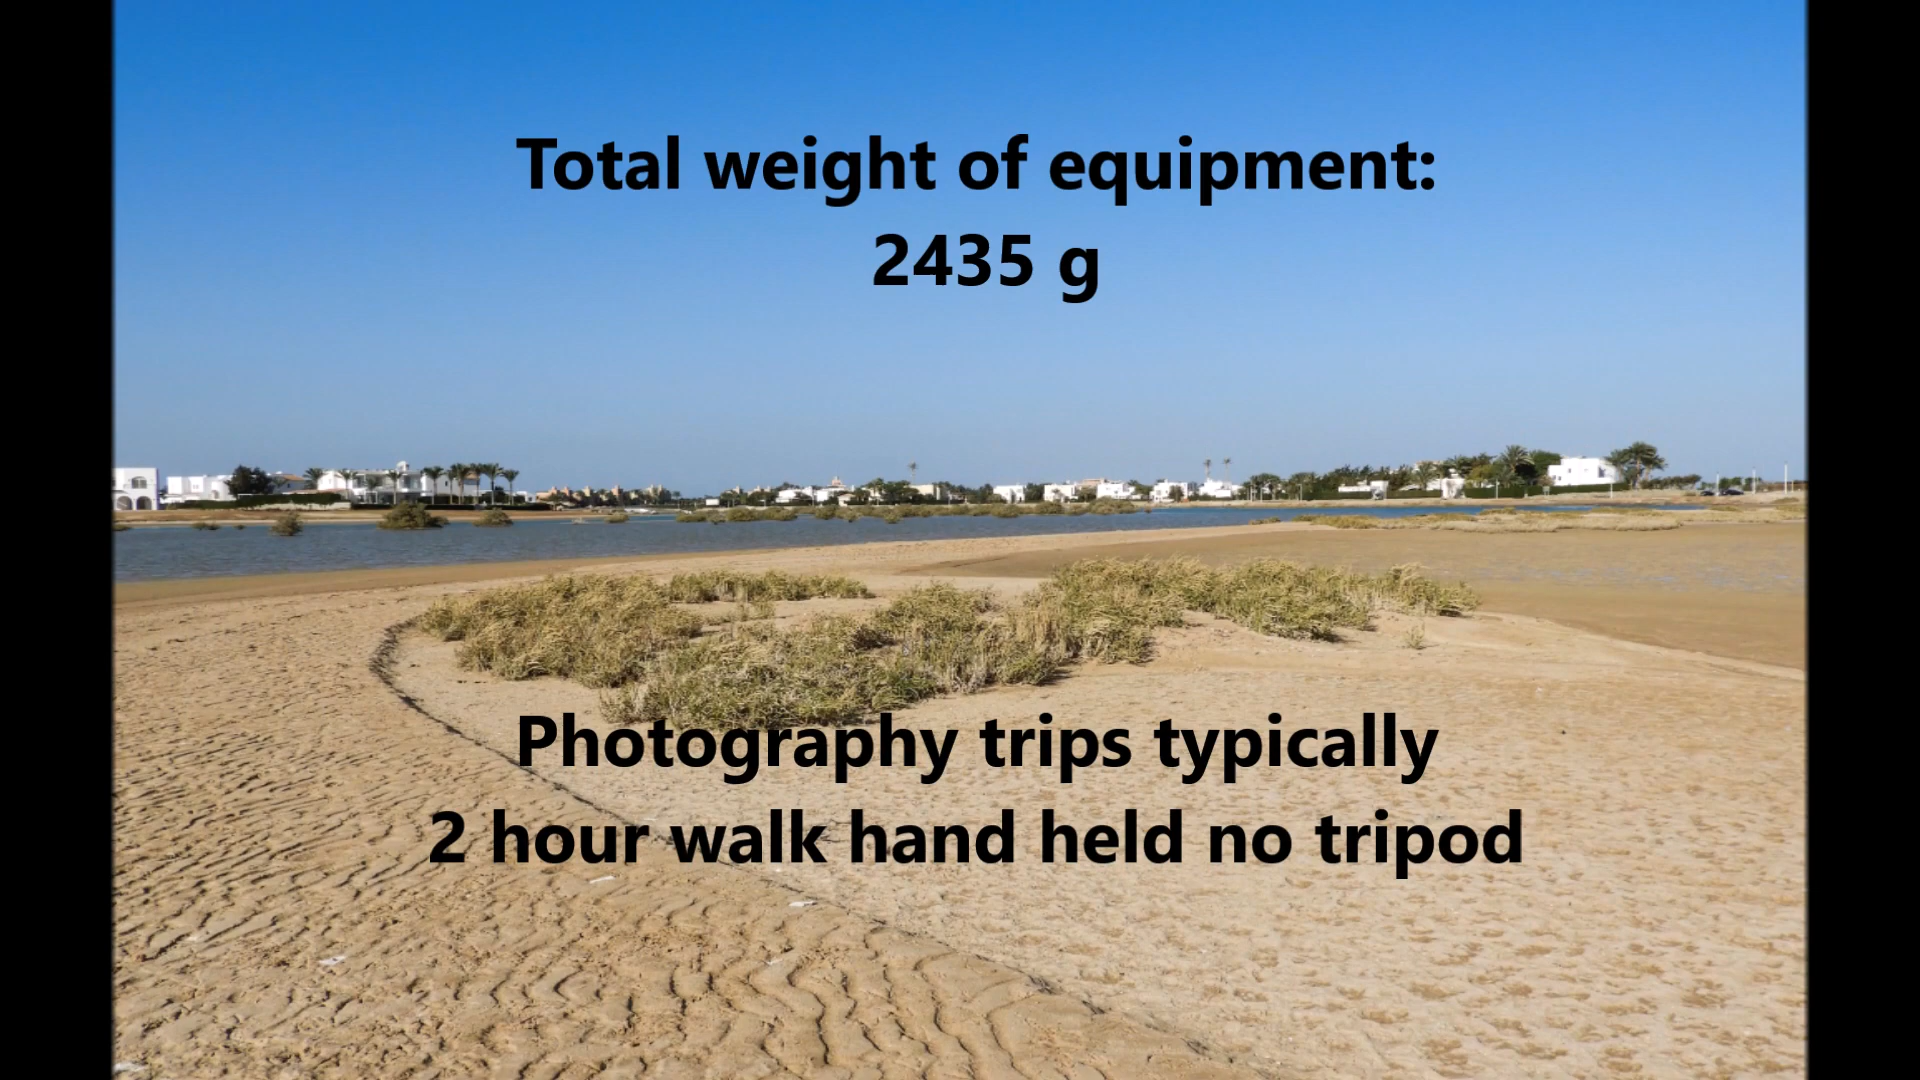 Total weight of equipment:
2435 g
Photography trips typically
2 hour walk hand held no tripod